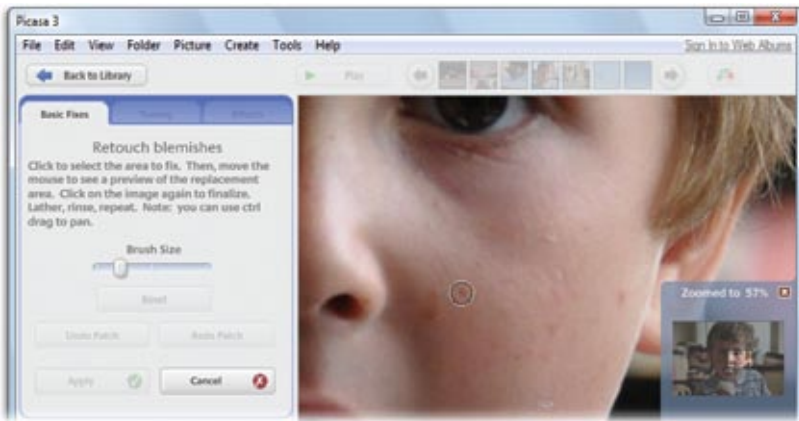 Picasa 3
File Edit View Folder Picture Create Tools Help
Sign In to Web Albums
Back to Library
Play
Basic Fixes Tuning Effects
Retouch blemishes
Click to select the area to fix. Then, move the
mouse to see a preview of the replacement
area. Click on the image again to finalize.
Lather, rinse, repeat. Note: you can use ctrl
drag to pan.
Brush Size
Reset
Undo Patch Redo Patch
Apply Cancel
Zoomed to 57%